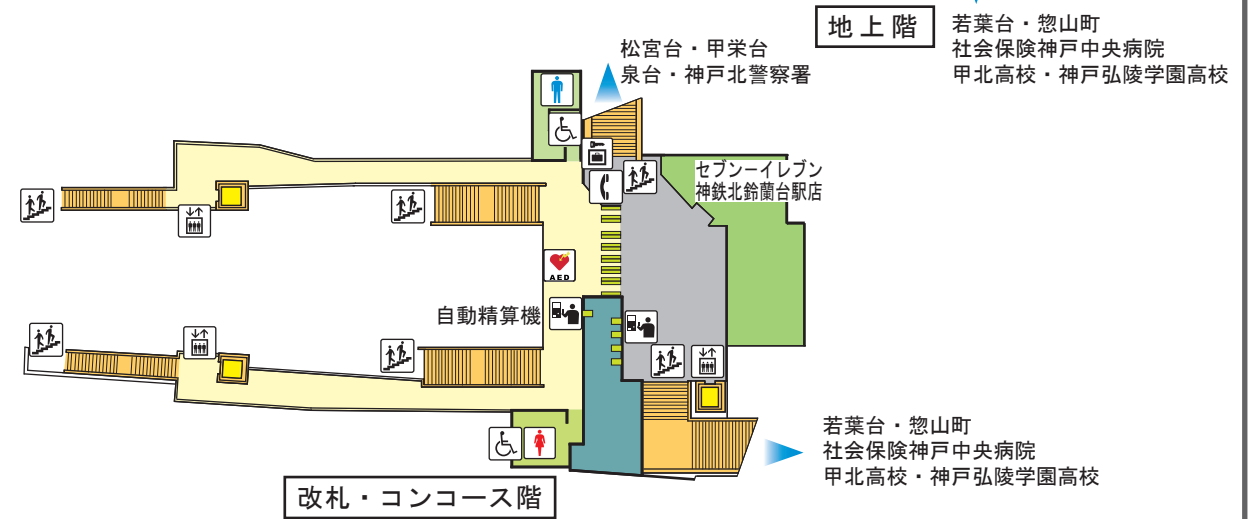 地上階
若葉台・惣山町
社会保険神戸中央病院
甲北高校・神戸弘陵学園高校
松宮台・甲栄台
泉台・神戸北警察署
セブンーイレブン
神鉄北鈴蘭台駅店
AED
自動精算機
若葉台・惣山町
社会保険神戸中央病院
甲北高校・神戸弘陵学園高校
改札・コンコース階